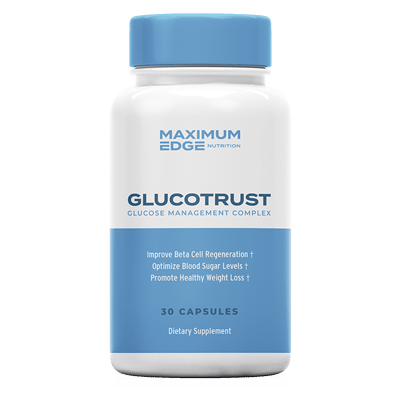 MAXIMUM
EDGE NUTRITION
GLUCOTRUST
GLUCOSE MANAGEMENT COMPLEX
Improve Beta Cell Regeneration †
Optimize Blood Sugar Levels †
Promote Healthy Weight Loss †
30 CAPSULES
Dietary Supplement